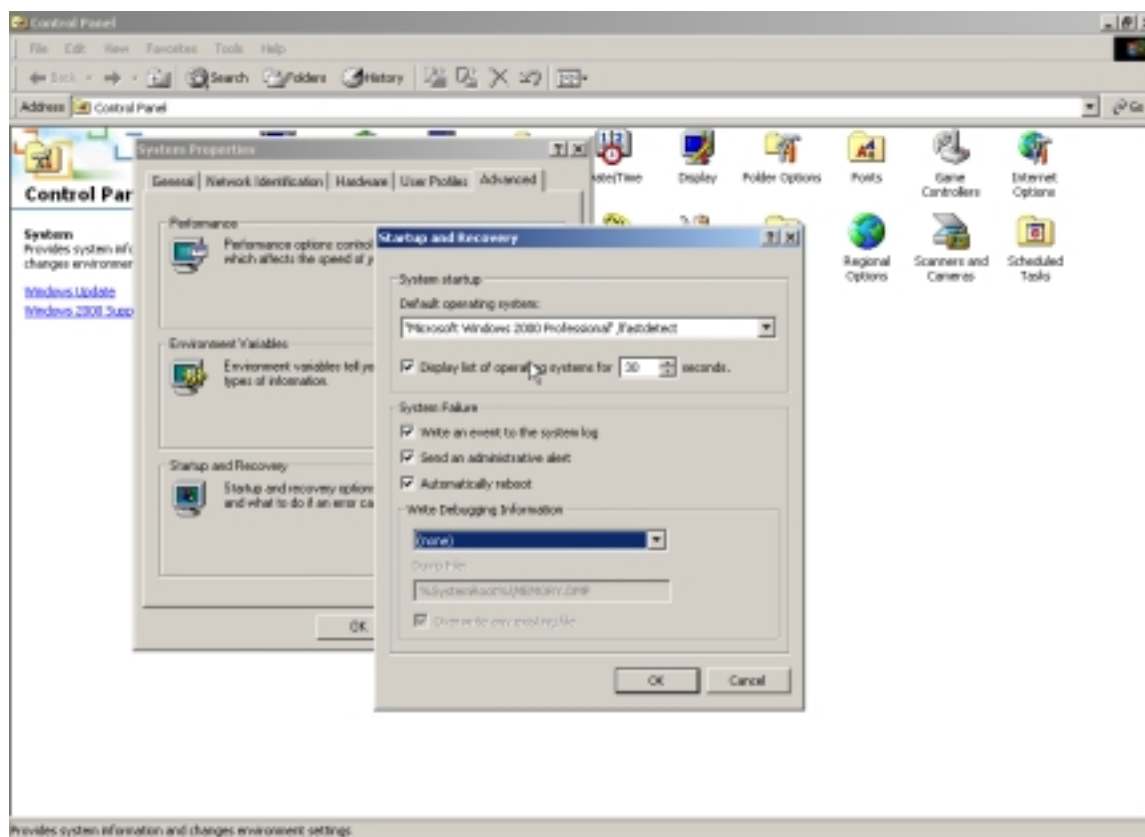 Control Panel
File Edit View Favorites Tools Help
Back Search Folders History
Address Control Panel Go
Control Par
System
Provides system info
changes environmer
Windows Update
Windows 2000 Supp
System Properties
General Network Identification Hardware User Profiles Advanced
Performance
Performance options control
which affects the speed of y
Environment Variables
Environment variables tell yo
types of information.
Startup and Recovery
Startup and recovery option
and what to do if an error ca
OK
ate/Time Display Folder Options Fonts Game Controllers Internet Options
Regional Options Scanners and Cameras Scheduled Tasks
Startup and Recovery
System startup
Default operating system:
"Microsoft Windows 2000 Professional" /fastdetect
Display list of operating systems for 30 seconds.
System Failure
Write an event to the system log
Send an administrative alert
Automatically reboot
Write Debugging Information
(none)
Dump File:
%SystemRoot%\MEMORY.DMP
Overwrite any existing file
OK Cancel
Provides system information and changes environment settings